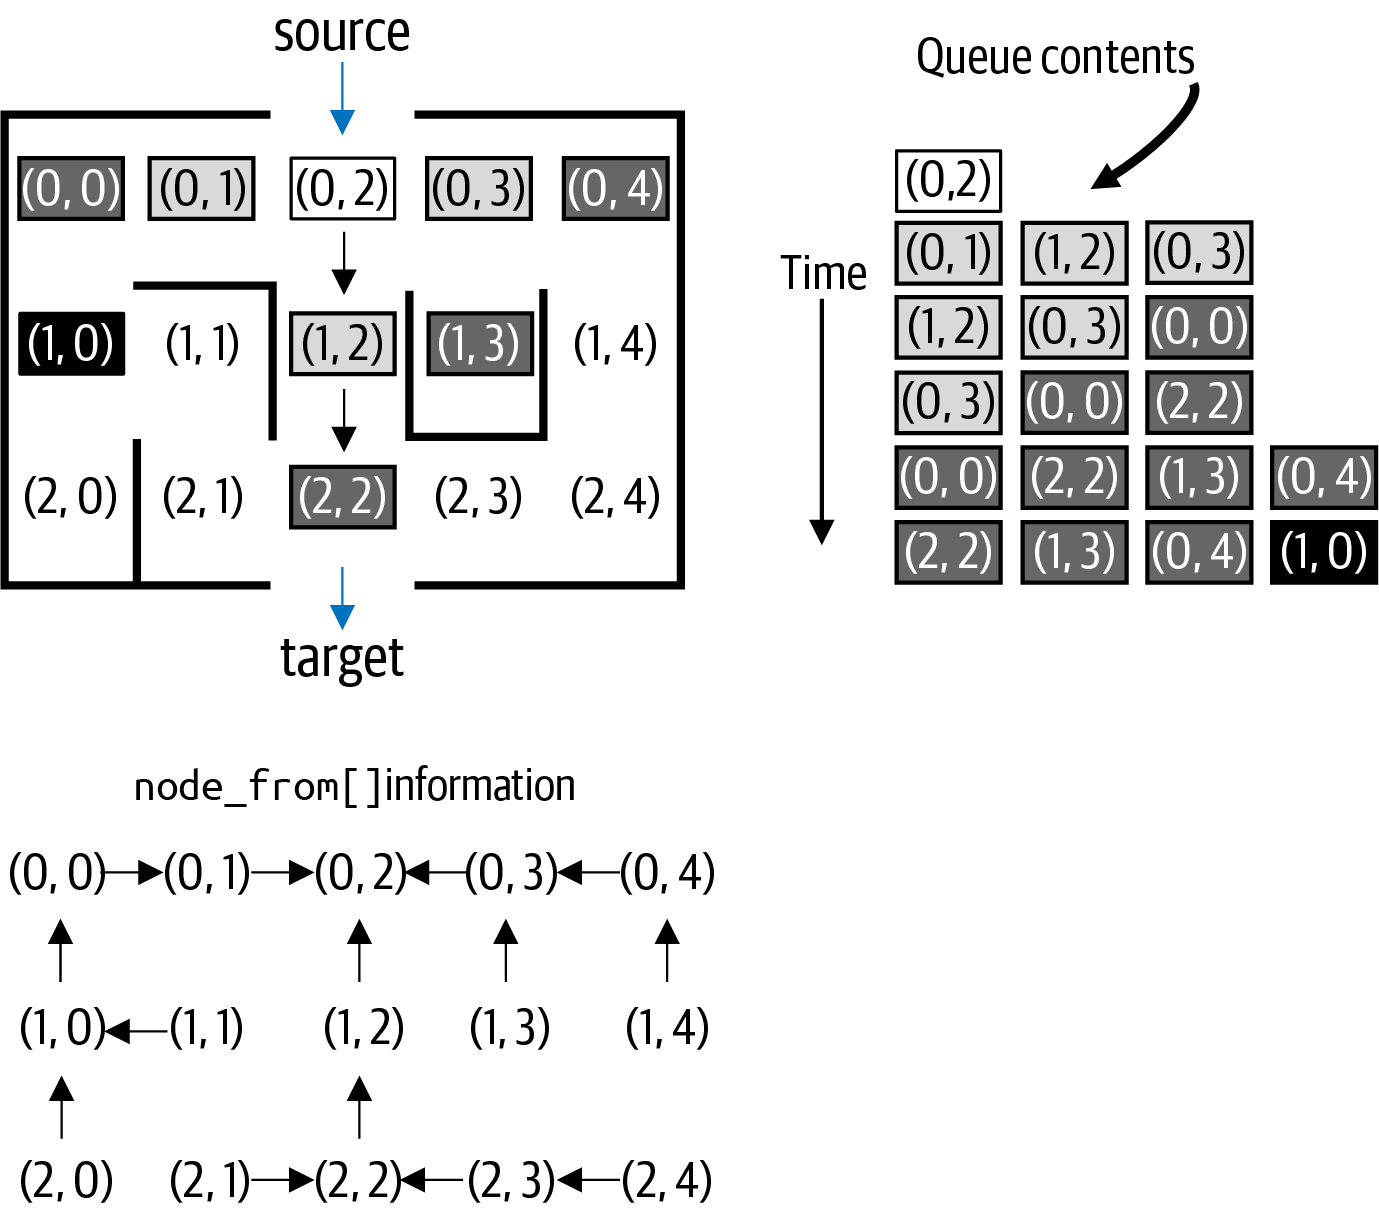 source
(0, 0) (0, 1) (0, 2) (0, 3) (0, 4)
(1, 0) (1, 1) (1, 2) (1, 3) (1, 4)
(2, 0) (2, 1) (2, 2) (2, 3) (2, 4)
target
Queue contents
Time
(0,2)
(0, 1) (1, 2) (0, 3)
(1, 2) (0, 3) (0, 0)
(0, 3) (0, 0) (2, 2)
(0, 0) (2, 2) (1, 3) (0, 4)
(2, 2) (1, 3) (0, 4) (1, 0)
node_from[] information
(0, 0) (0, 1) (0, 2) (0, 3) (0, 4)
(1, 0) (1, 1) (1, 2) (1, 3) (1, 4)
(2, 0) (2, 1) (2, 2) (2, 3) (2, 4)